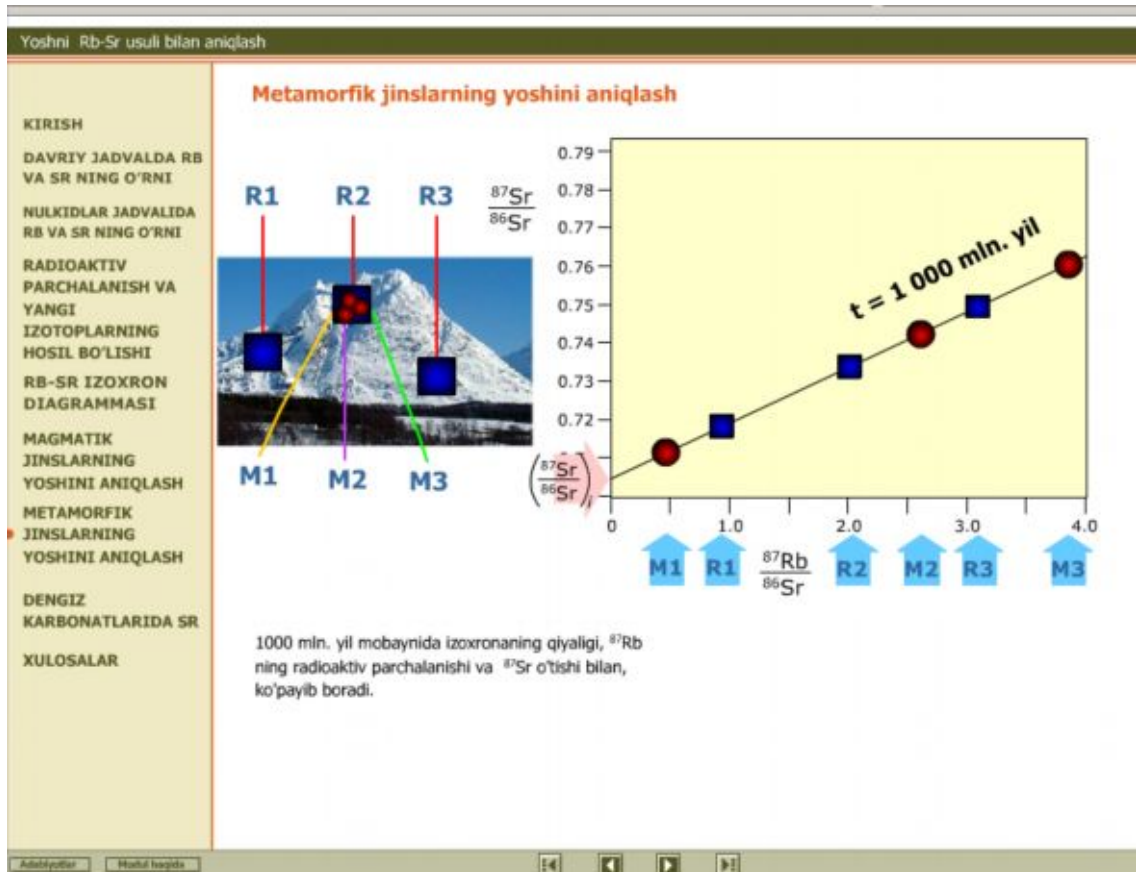 Yoshni Rb-Sr usuli bilan aniqlash
KIRISH
DAVRIY JADVALDA RB
VA SR NING O'RNI
NULKIDLAR JADVALIDA
RB VA SR NING O'RNI
RADIOAKTIV
PARCHALANISH VA
YANGI
IZOTOPLARNING
HOSIL BO'LISHI
RB-SR IZOXRON
DIAGRAMMASI
MAGMATIK
JINSLARNING
YOSHINI ANIQLASH
METAMORFIK
JINSLARNING
YOSHINI ANIQLASH
DENGIZ
KARBONATLARIDA SR
XULOSALAR
Metamorfik jinslarning yoshini aniqlash
R1 R2 R3
M1 M2 M3
⁸⁷Sr
⁸⁶Sr
0.79
0.78
0.77
0.76
0.75
0.74
0.73
0.72
t = 1 000 mln. yil
(⁸⁷Sr
⁸⁶Sr)i
0 1.0 2.0 3.0 4.0
M1 R1 R2 M2 R3 M3
⁸⁷Rb
⁸⁶Sr
1000 mln. yil mobaynida izoxronaning qiyaligi, ⁸⁷Rb
ning radioaktiv parchalanishi va ⁸⁷Sr o'tishi bilan,
ko'payib boradi.
Adabiyotlar Modul haqida